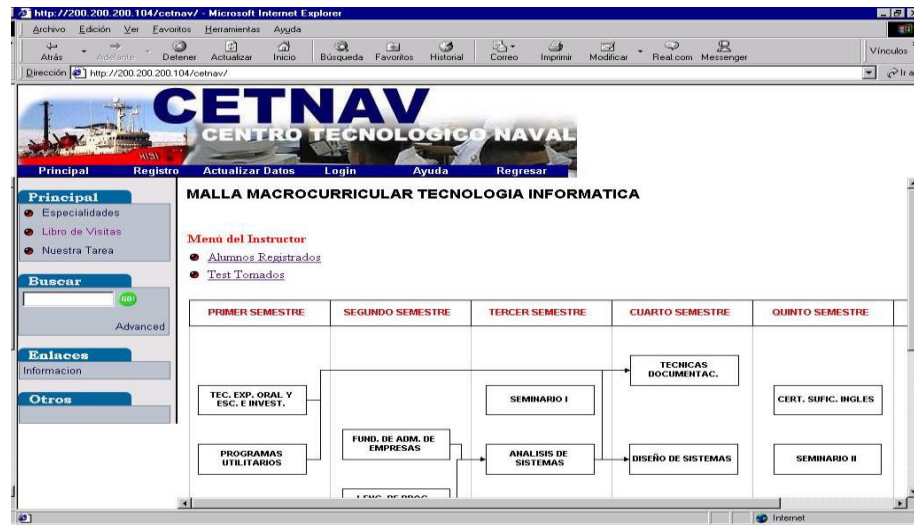 http://200.200.200.104/cetnav/ - Microsoft Internet Explorer
Archivo Edición Ver Favoritos Herramientas Ayuda
Atrás Adelante Detener Actualizar Inicio Búsqueda Favoritos Historial Correo Imprimir Modificar Real.com Messenger Vínculos
Dirección http://200.200.200.104/cetnav/ Ir a
CETNAV
CENTRO TECNOLOGICO NAVAL
HI91
Principal Registro Actualizar Datos Login Ayuda Regresar
Principal
Especialidades
Libro de Visitas
Nuestra Tarea
Buscar
GO!
Advanced
Enlaces
Informacion
Otros
MALLA MACROCURRICULAR TECNOLOGIA INFORMATICA
Menú del Instructor
Alumnos Registrados
Test Tomados
PRIMER SEMESTRE SEGUNDO SEMESTRE TERCER SEMESTRE CUARTO SEMESTRE QUINTO SEMESTRE
TECNICAS
DOCUMENTAC.
TEC. EXP. ORAL Y
ESC. E INVEST.
SEMINARIO I
CERT. SUFIC. INGLES
FUND. DE ADM. DE
EMPRESAS
PROGRAMAS
UTILITARIOS
ANALISIS DE
SISTEMAS
DISEÑO DE SISTEMAS
SEMINARIO II
LENG. DE PROG.
Internet